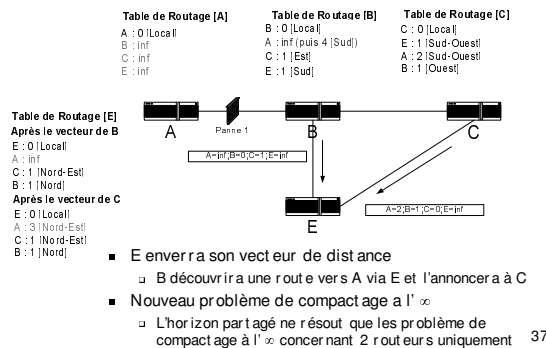 Table de Routage [A]
A : 0 [Local]
B : inf
C : inf
E : inf
Table de Routage [B]
B : 0 [Local]
A : inf (puis 4 [Sud])
C : 1 [Est]
E : 1 [Sud]
Table de Routage [C]
C : 0 [Local]
E : 1 [Sud-Ouest]
A : 2 [Sud-Ouest]
B : 1 [Ouest]
Table de Routage [E]
Après le vecteur de B
E : 0 [Local]
A : inf
C : 1 [Nord-Est]
B : 1 [Nord]
Après le vecteur de C
E : 0 [Local]
A : 3 [Nord-Est]
C : 1 [Nord-Est]
B : 1 [Nord]
A
Panne 1
B
C
A=inf;B=0;C=1;E=inf
E
A=2;B=1;C=0;E=inf
■ E enverra son vecteur de distance
□ B découvrira une route vers A via E et l'annoncera à C
■ Nouveau problème de compactage a l' ∞
□ L'horizon partagé ne résout que les problème de
compactage à l' ∞ concernant 2 routeurs uniquement
37